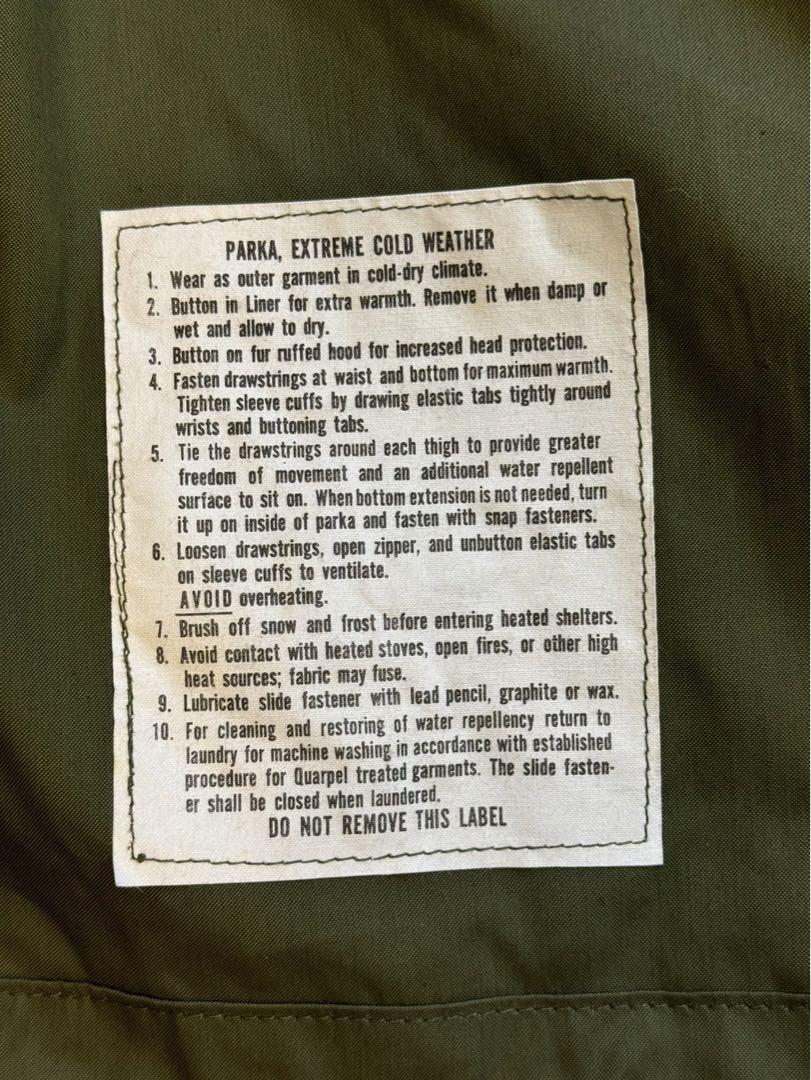 PARKA, EXTREME COLD WEATHER
1. Wear as outer garment in cold-dry climate.
2. Button in Liner for extra warmth. Remove it when damp or
wet and allow to dry.
3. Button on fur ruffed hood for increased head protection.
4. Fasten drawstrings at waist and bottom for maximum warmth.
Tighten sleeve cuffs by drawing elastic tabs tightly around
wrists and buttoning tabs.
5. Tie the drawstrings around each thigh to provide greater
freedom of movement and an additional water repellent
surface to sit on. When bottom extension is not needed, turn
it up on inside of parka and fasten with snap fasteners.
6. Loosen drawstrings, open zipper, and unbutton elastic tabs
on sleeve cuffs to ventilate.
AVOID overheating.
7. Brush off snow and frost before entering heated shelters.
8. Avoid contact with heated stoves, open fires, or other high
heat sources; fabric may fuse.
9. Lubricate slide fastener with lead pencil, graphite or wax.
10. For cleaning and restoring of water repellency return to
laundry for machine washing in accordance with established
procedure for Quarpel treated garments. The slide fasten-
er shall be closed when laundered.
DO NOT REMOVE THIS LABEL